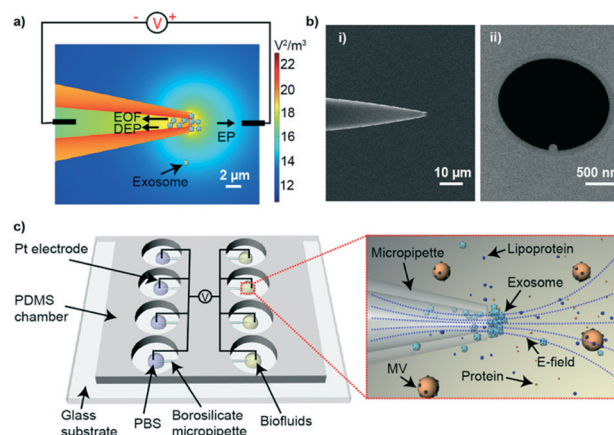 a)
- +
V
V²/m³
22
20
18
16
14
12
10
EOF
DEP
EP
Exosome
2 µm
b)
i)
10 µm
ii)
500 nm
c)
Pt electrode
PDMS
chamber
V
Glass
substrate
PBS
Borosilicate
micropipette
Biofluids
Micropipette
Lipoprotein
Exosome
E-field
MV
Protein